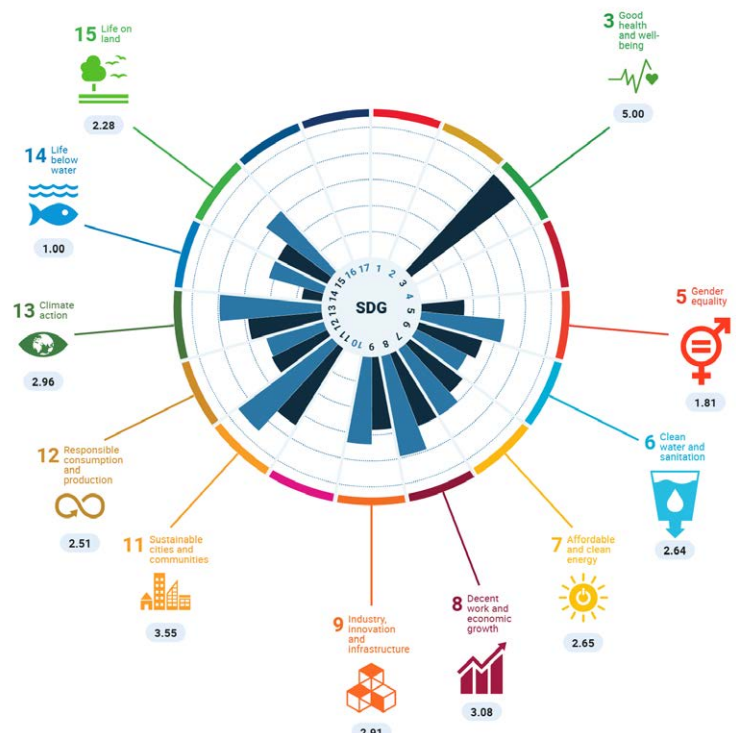 3 Good
health
and well-
being
5.00
15 Life on
land
2.28
14 Life
below
water
1.00
13 Climate
action
2.96
12 Responsible
consumption
and
production
2.51
11 Sustainable
cities and
communities
3.55
9 Industry,
innovation
and
infrastructure
2.91
8 Decent
work and
economic
growth
3.08
7 Affordable
and clean
energy
2.65
6 Clean
water and
sanitation
2.64
5 Gender
equality
1.81
SDG
1
2
3
4
5
6
7
8
9
10
11
12
13
14
15
16
17